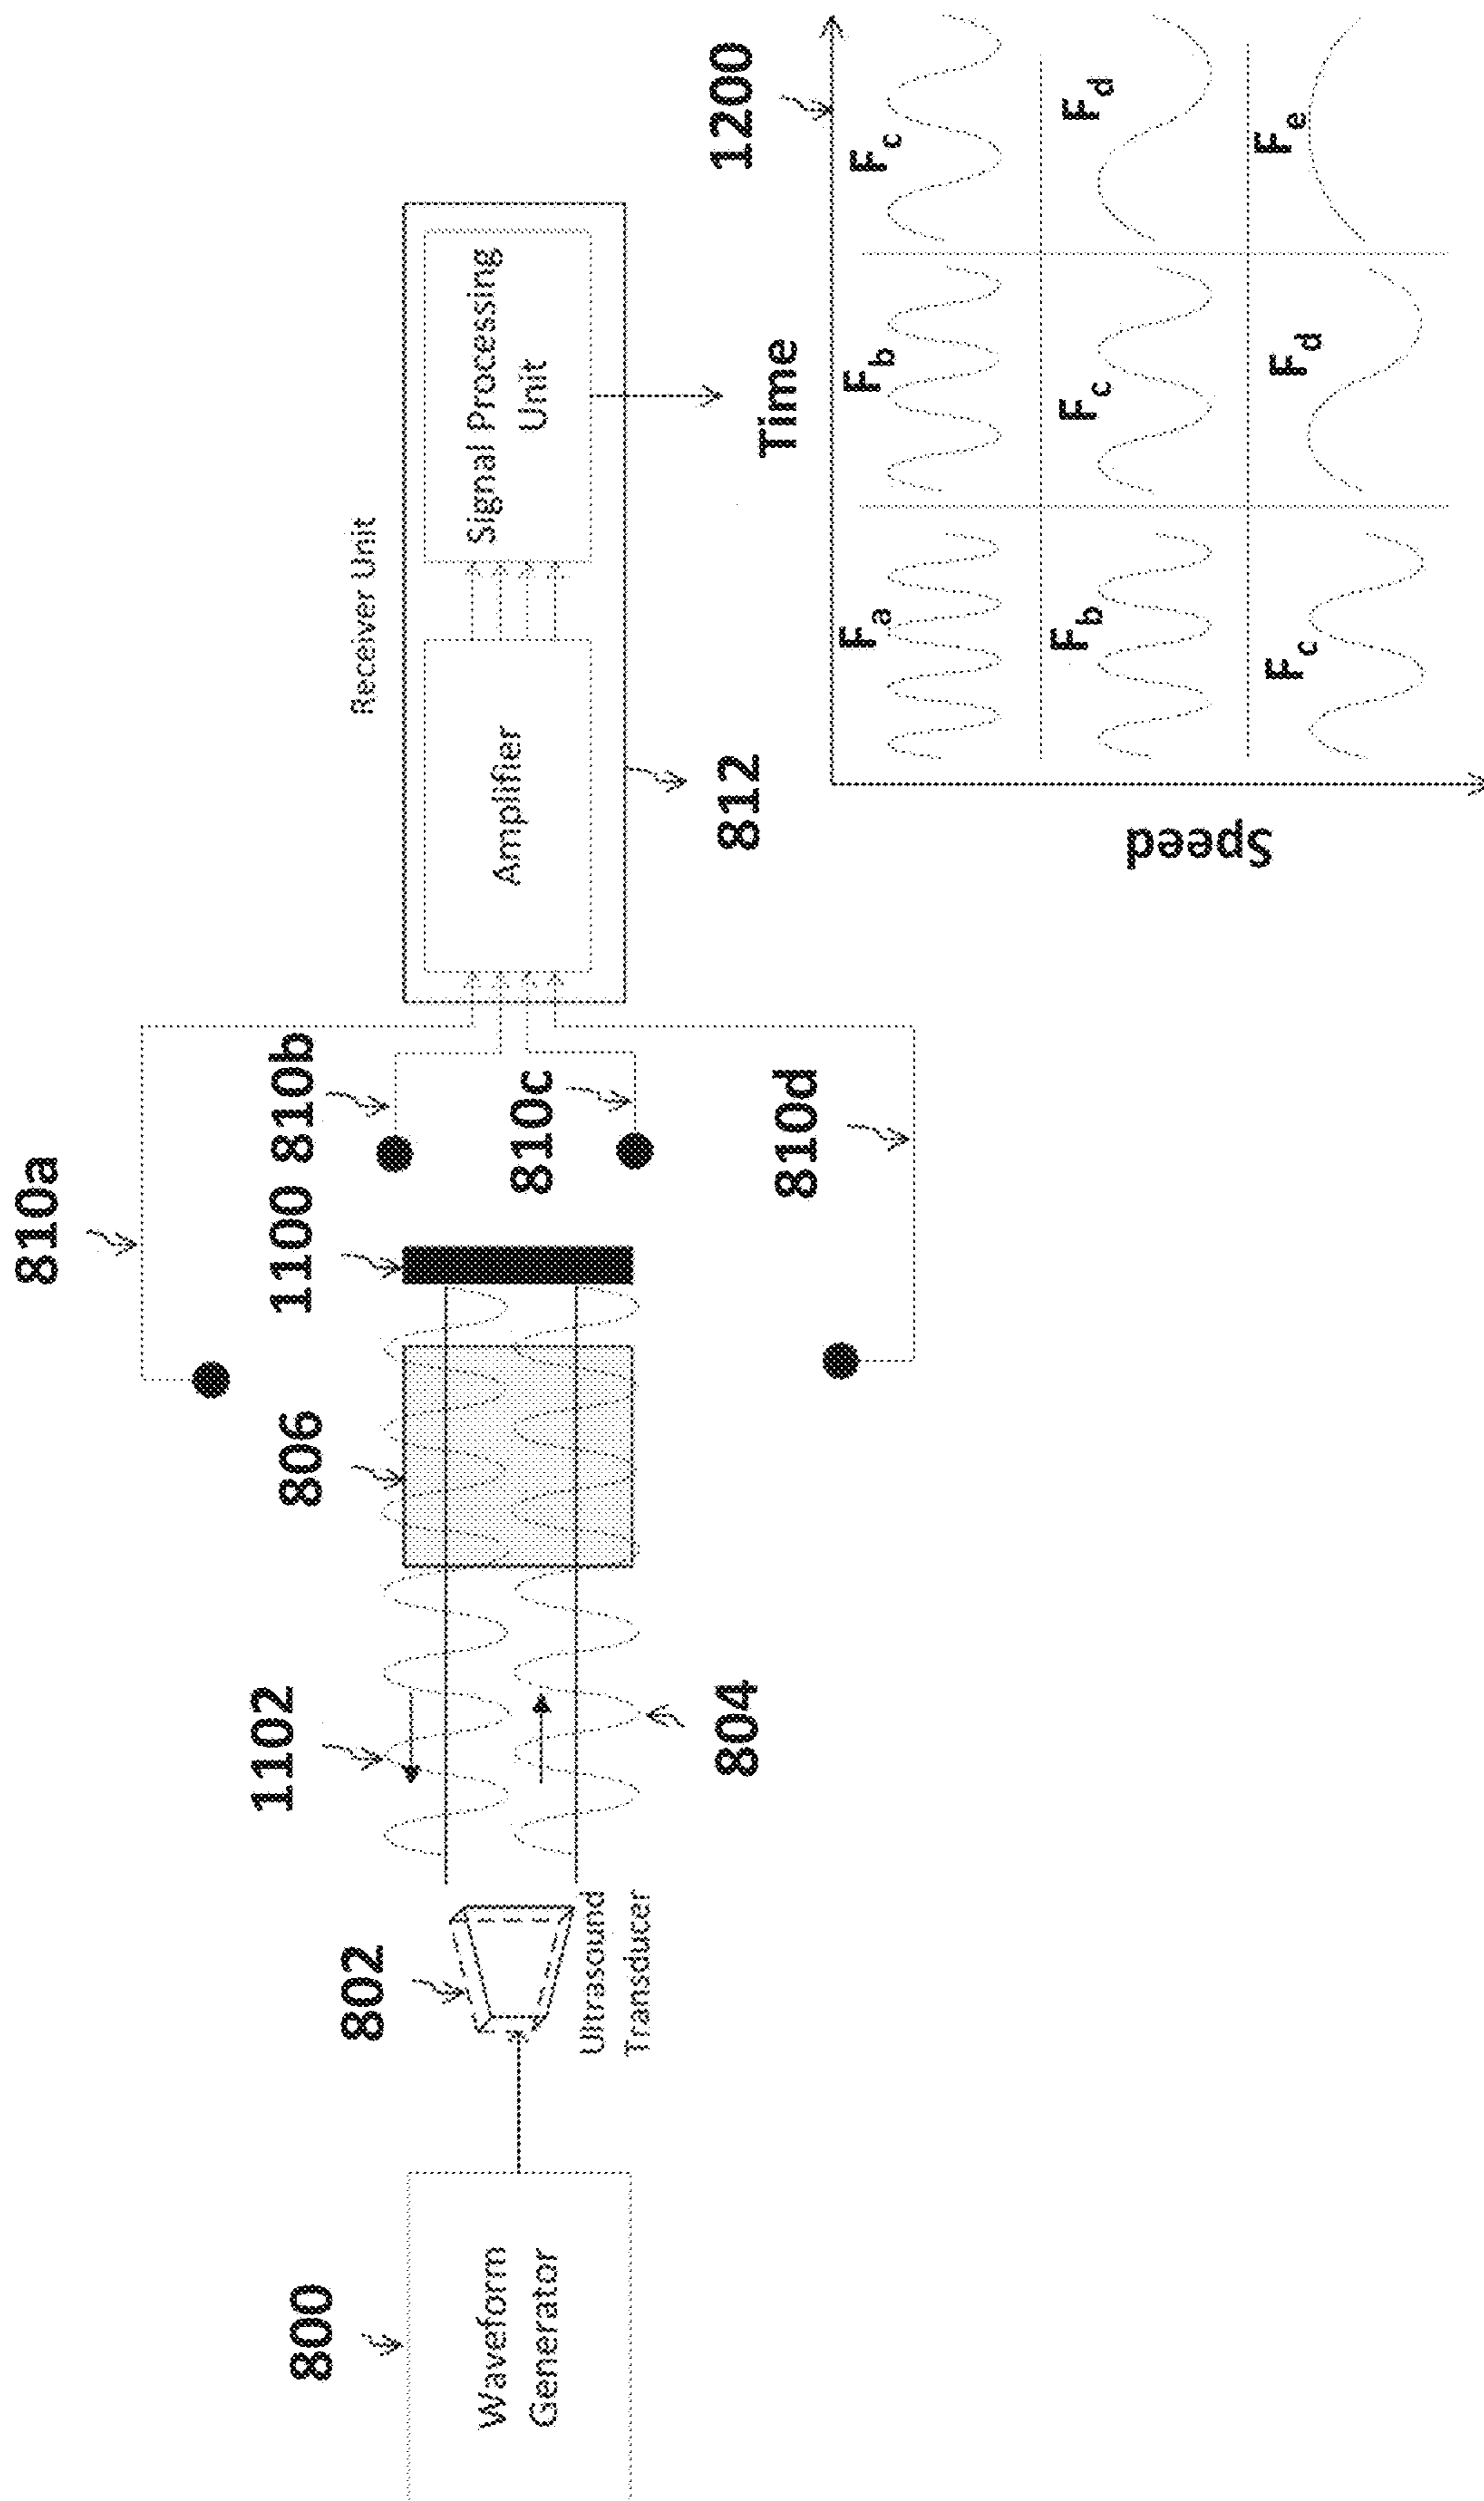 800
Waveform
Generator
802
Ultrasound
Transducer
1102
804
806
1100
810a
810b
810c
810d
Receiver Unit
Amplifier
Signal Processing
Unit
812
1200
Time
Speed
Fa
Fb
Fc
Fb
Fc
Fd
Fc
Fd
Fe